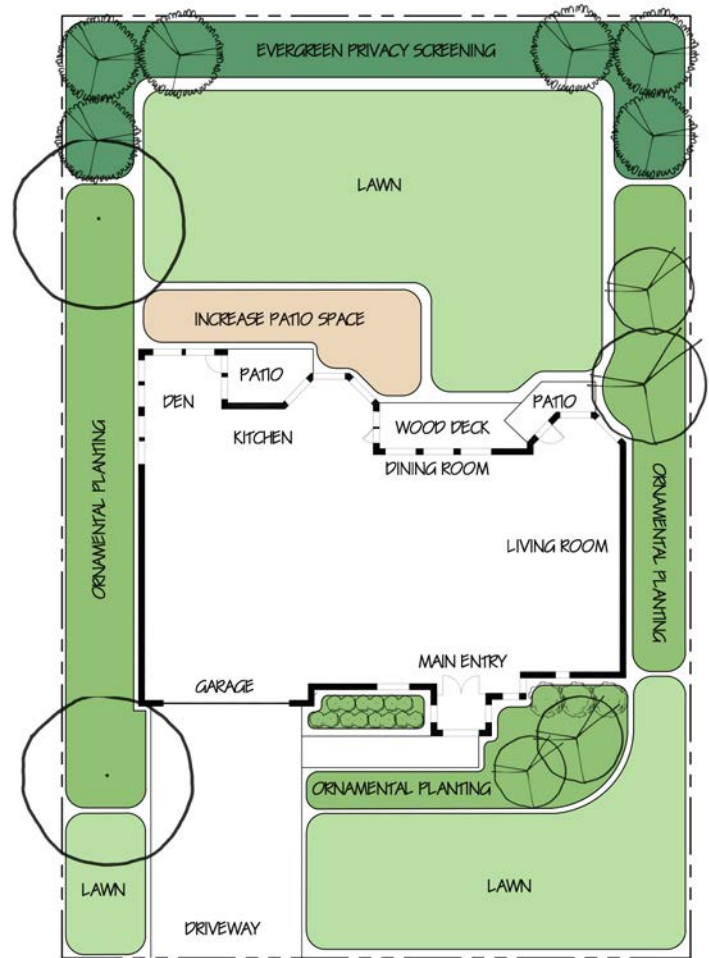 EVERGREEN PRIVACY SCREENING
LAWN
INCREASE PATIO SPACE
PATIO
DEN
PATIO
WOOD DECK
KITCHEN
DINING ROOM
ORNAMENTAL PLANTING
ORNAMENTAL PLANTING
LIVING ROOM
MAIN ENTRY
GARAGE
ORNAMENTAL PLANTING
LAWN
LAWN
DRIVEWAY